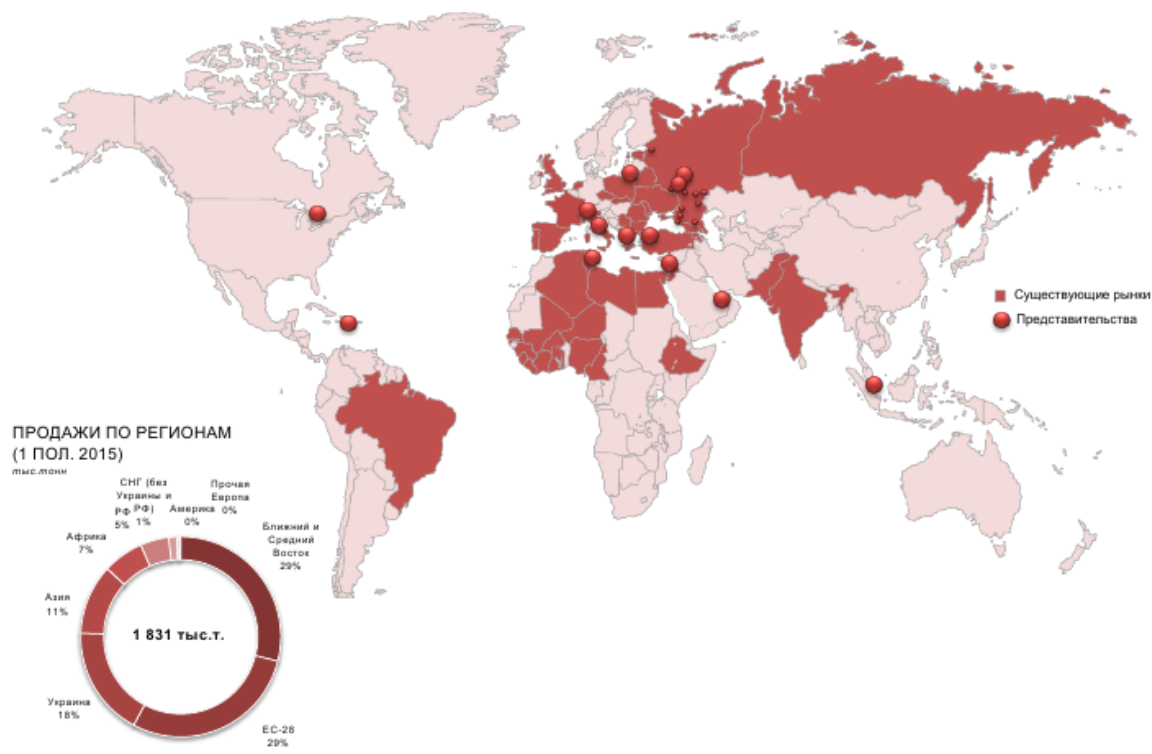 Существующие рынки
Представительства
ПРОДАЖИ ПО РЕГИОНАМ
(1 ПОЛ. 2015)
тыс.тонн
СНГ (без
Украины и
РФ)
1%
РФ
5%
Америка
0%
Прочая
Европа
0%
Ближний и
Средний
Восток
29%
Африка
7%
Азия
11%
1 831 тыс.т.
Украина
18%
ЕС-28
29%